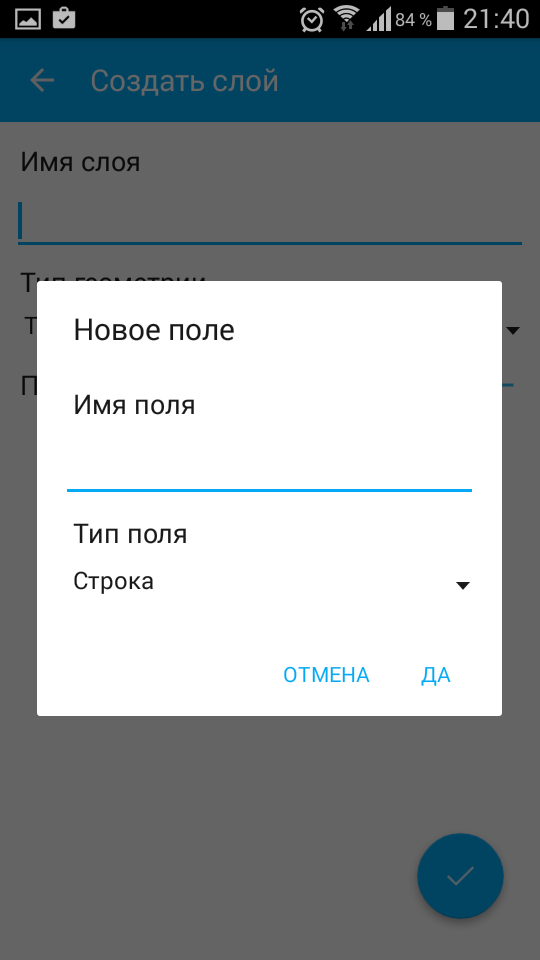 84 % 21:40
Создать слой
Имя слоя
Тип геометрии
Новое поле
Имя поля
Тип поля
Строка
ОТМЕНА ДА